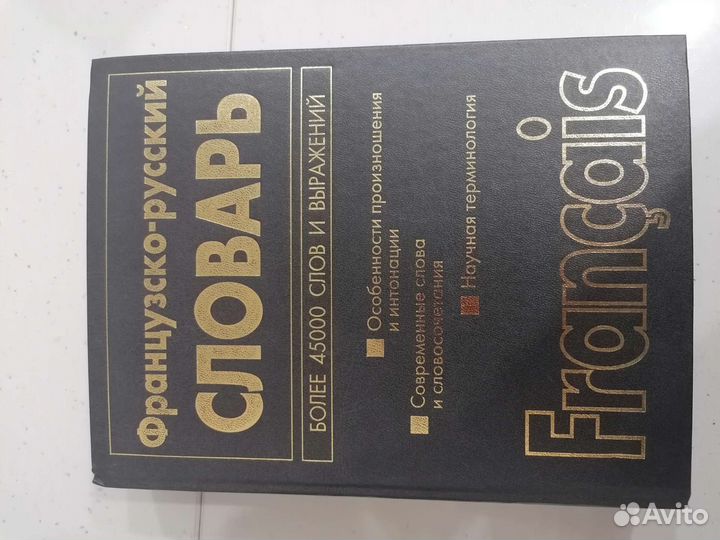 Французско-русский
СЛОВАРЬ
БОЛЕЕ 45000 СЛОВ И ВЫРАЖЕНИЙ
Особенности произношения
и интонации
Современные слова
и словосочетания
Научная терминология
Français
Avito